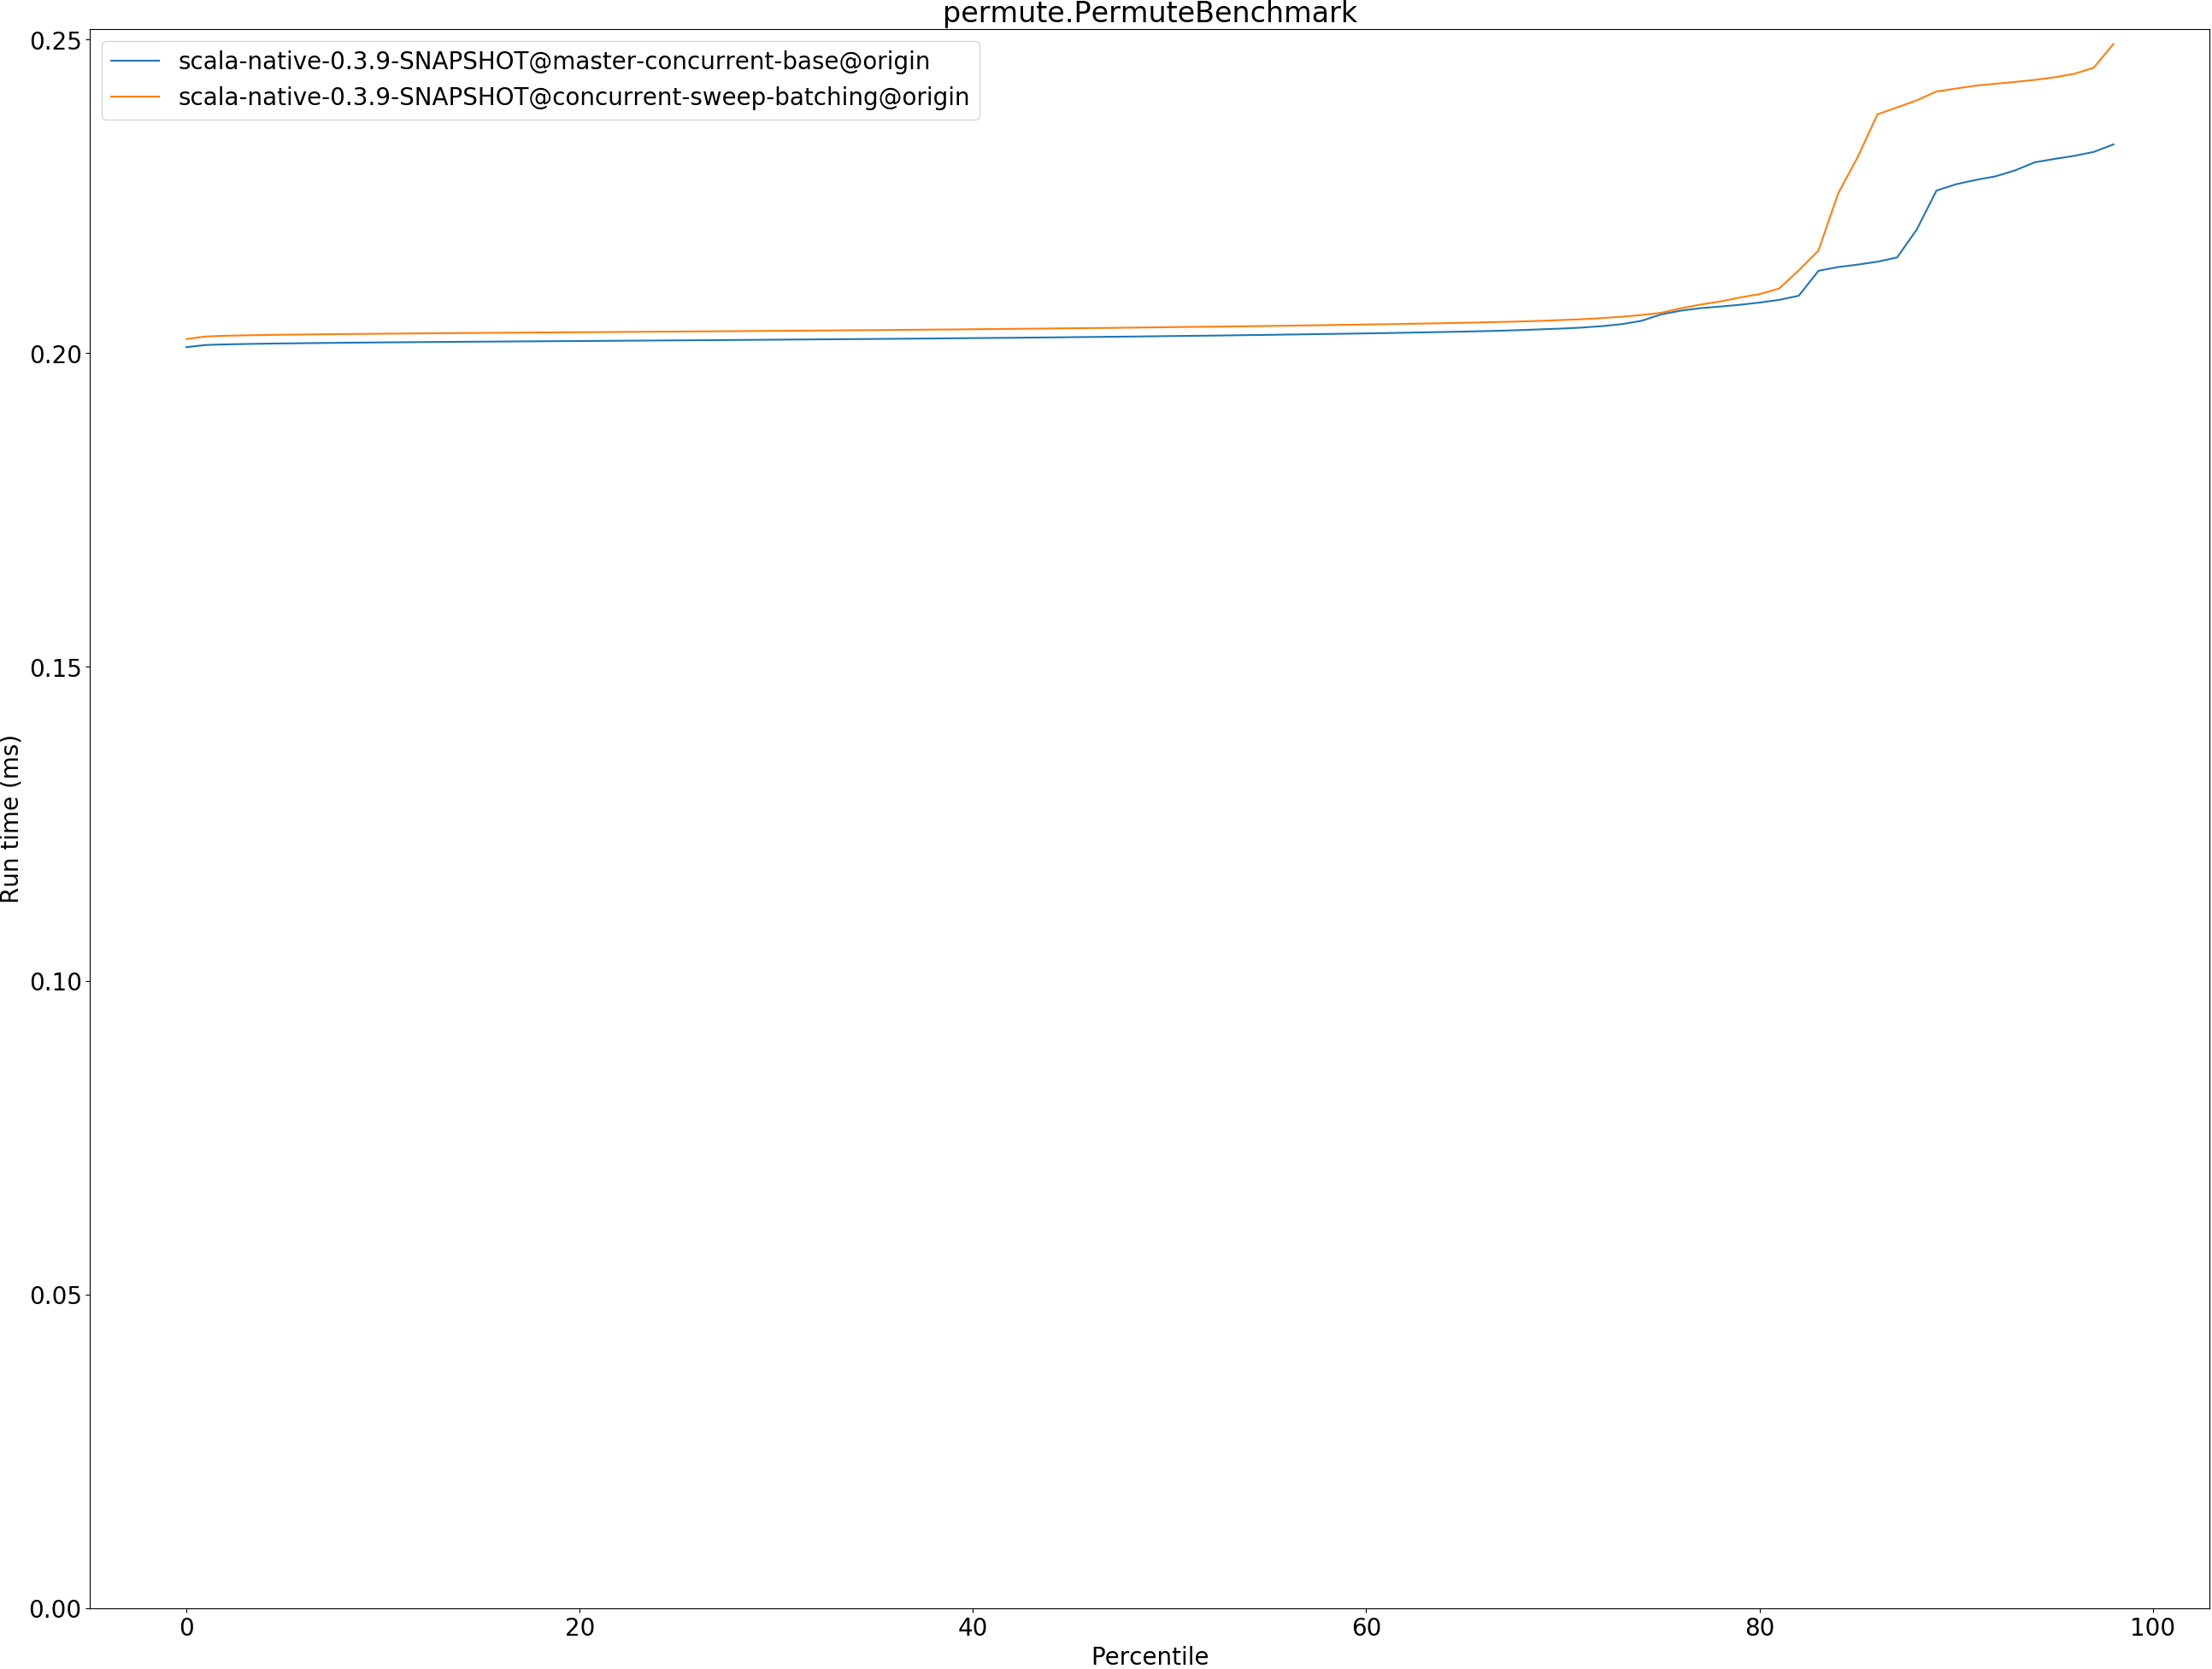 permute.PermuteBenchmark
scala-native-0.3.9-SNAPSHOT@master-concurrent-base@origin
scala-native-0.3.9-SNAPSHOT@concurrent-sweep-batching@origin
0.25
0.20
0.15
0.10
0.05
0.00
Run time (ms)
0 20 40 60 80 100
Percentile